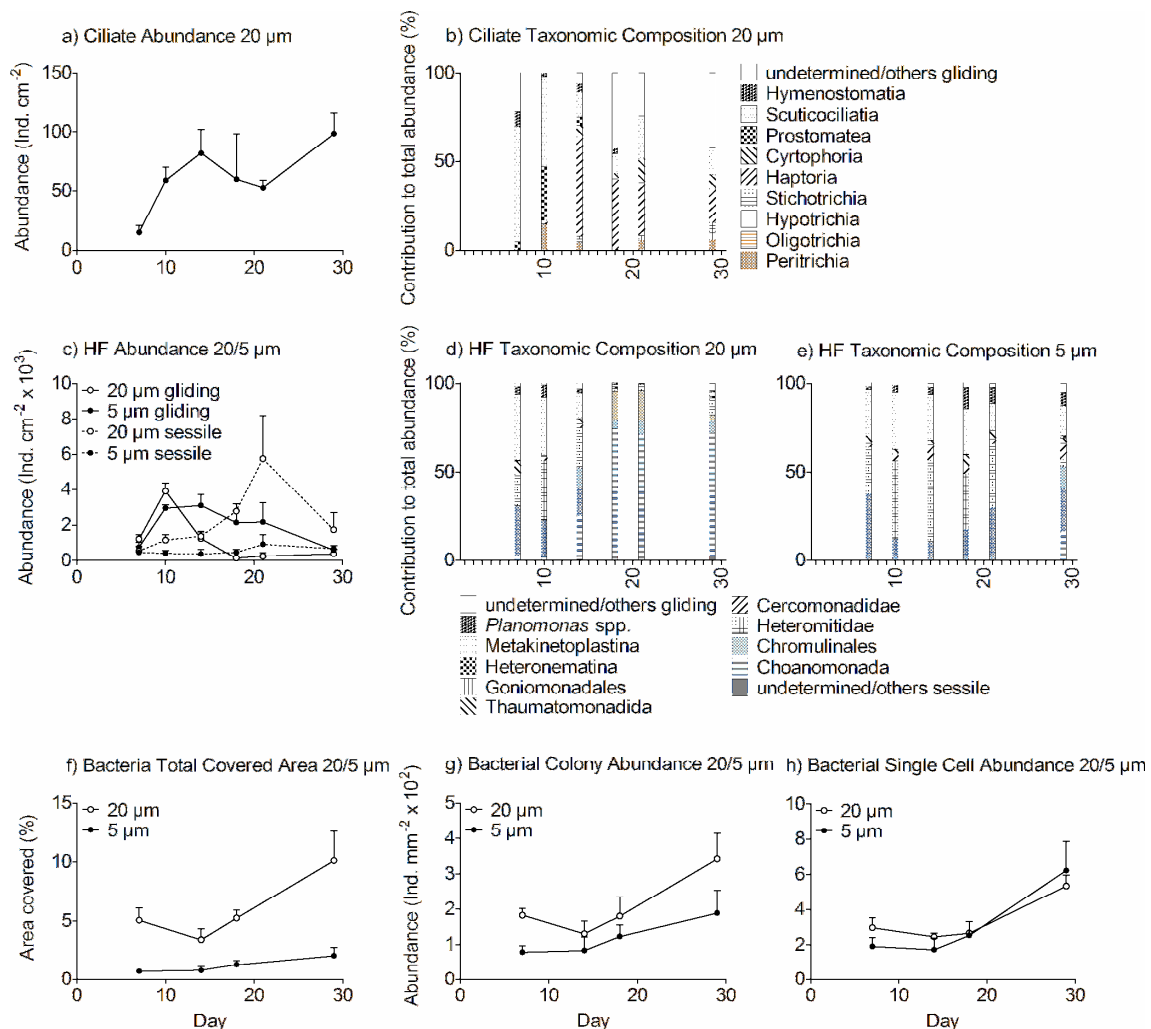 a) Ciliate Abundance 20 µm
Abundance (Ind. cm-2)
150
100
50
0
0 10 20 30
b) Ciliate Taxonomic Composition 20 µm
Contribution to total abundance (%)
100
50
0
10 20 30
undetermined/others gliding
Hymenostomatia
Scuticociliatia
Prostomatea
Cyrtophoria
Haptoria
Stichotrichia
Hypotrichia
Oligotrichia
Peritrichia
c) HF Abundance 20/5 µm
Abundance (Ind. cm-2 x 103)
10
8
6
4
2
0
0 10 20 30
20 µm gliding
5 µm gliding
20 µm sessile
5 µm sessile
d) HF Taxonomic Composition 20 µm
Contribution to total abundance (%)
100
50
0
10 20 30
e) HF Taxonomic Composition 5 µm
100
50
0
10 20 30
undetermined/others gliding
Planomonas spp.
Metakinetoplastina
Heteronematina
Goniomonadales
Thaumatomonadida
Cercomonadidae
Heteromitidae
Chromulinales
Choanomonada
undetermined/others sessile
f) Bacteria Total Covered Area 20/5 µm
Area covered (%)
15
10
5
0
0 10 20 30
Day
20 µm
5 µm
g) Bacterial Colony Abundance 20/5 µm
Abundance (Ind. mm-2 x 102)
5
4
3
2
1
0
0 10 20 30
Day
20 µm
5 µm
h) Bacterial Single Cell Abundance 20/5 µm
10
8
6
4
2
0
0 10 20 30
Day
20 µm
5 µm